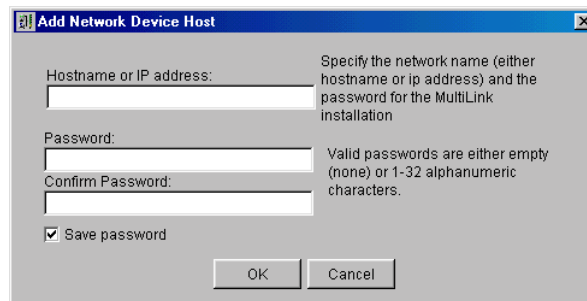 Add Network Device Host
Hostname or IP address:
Specify the network name (either
hostname or ip address) and the
password for the MultiLink
installation
Password:
Valid passwords are either empty
(none) or 1-32 alphanumeric
characters.
Confirm Password:
Save password
OK
Cancel